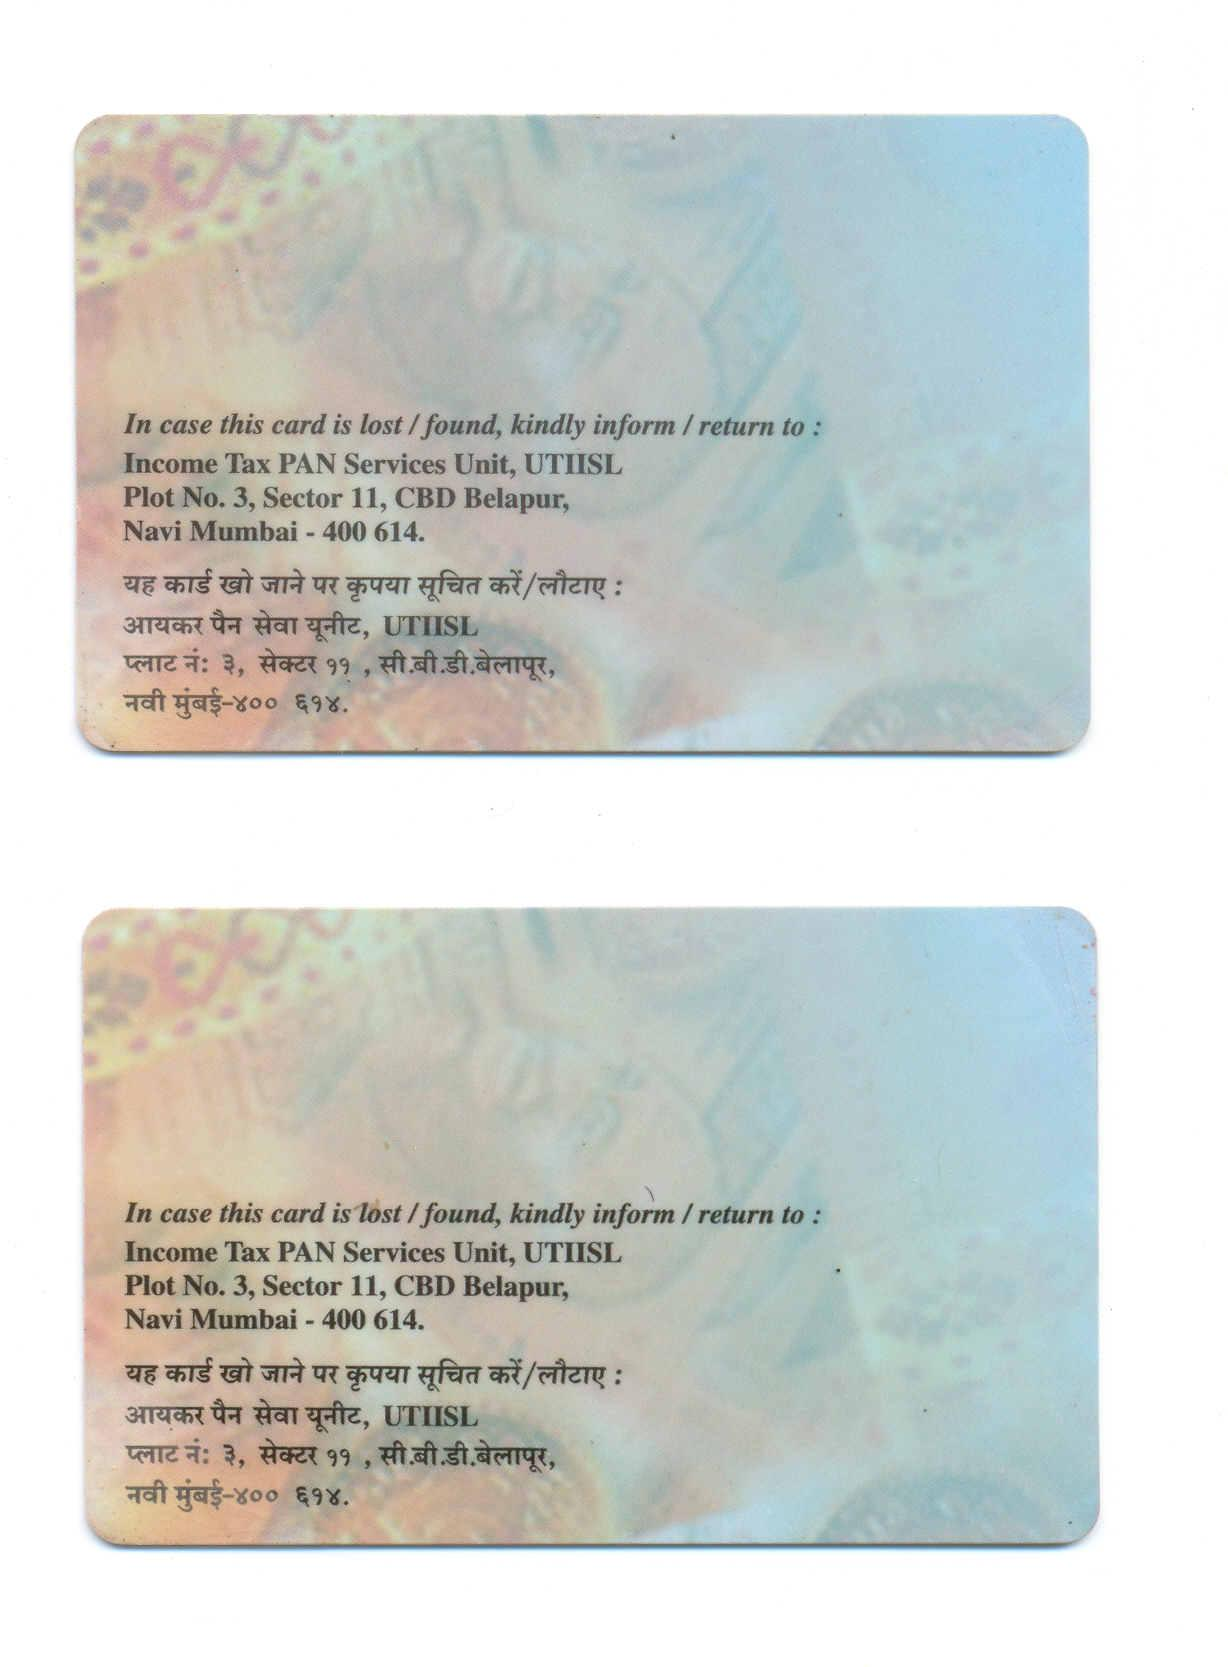 In case this card is lost / found, kindly inform / return to :
Income Tax PAN Services Unit, UTIISL
Plot No. 3, Sector 11, CBD Belapur,
Navi Mumbai - 400 614.
यह कार्ड खो जाने पर कृपया सूचित करें/लौटाए :
आयकर पैन सेवा यूनीट, UTIISL
प्लाट नं: ३, सेक्टर ११ , सी.बी.डी.बेलापूर,
नवी मुंबई-४०० ६१४.
In case this card is lost / found, kindly inform / return to :
Income Tax PAN Services Unit, UTIISL
Plot No. 3, Sector 11, CBD Belapur,
Navi Mumbai - 400 614.
यह कार्ड खो जाने पर कृपया सूचित करें/लौटाए :
आयकर पैन सेवा यूनीट, UTIISL
प्लाट नं: ३, सेक्टर ११ , सी.बी.डी.बेलापूर,
नवी मुंबई-४०० ६१४.